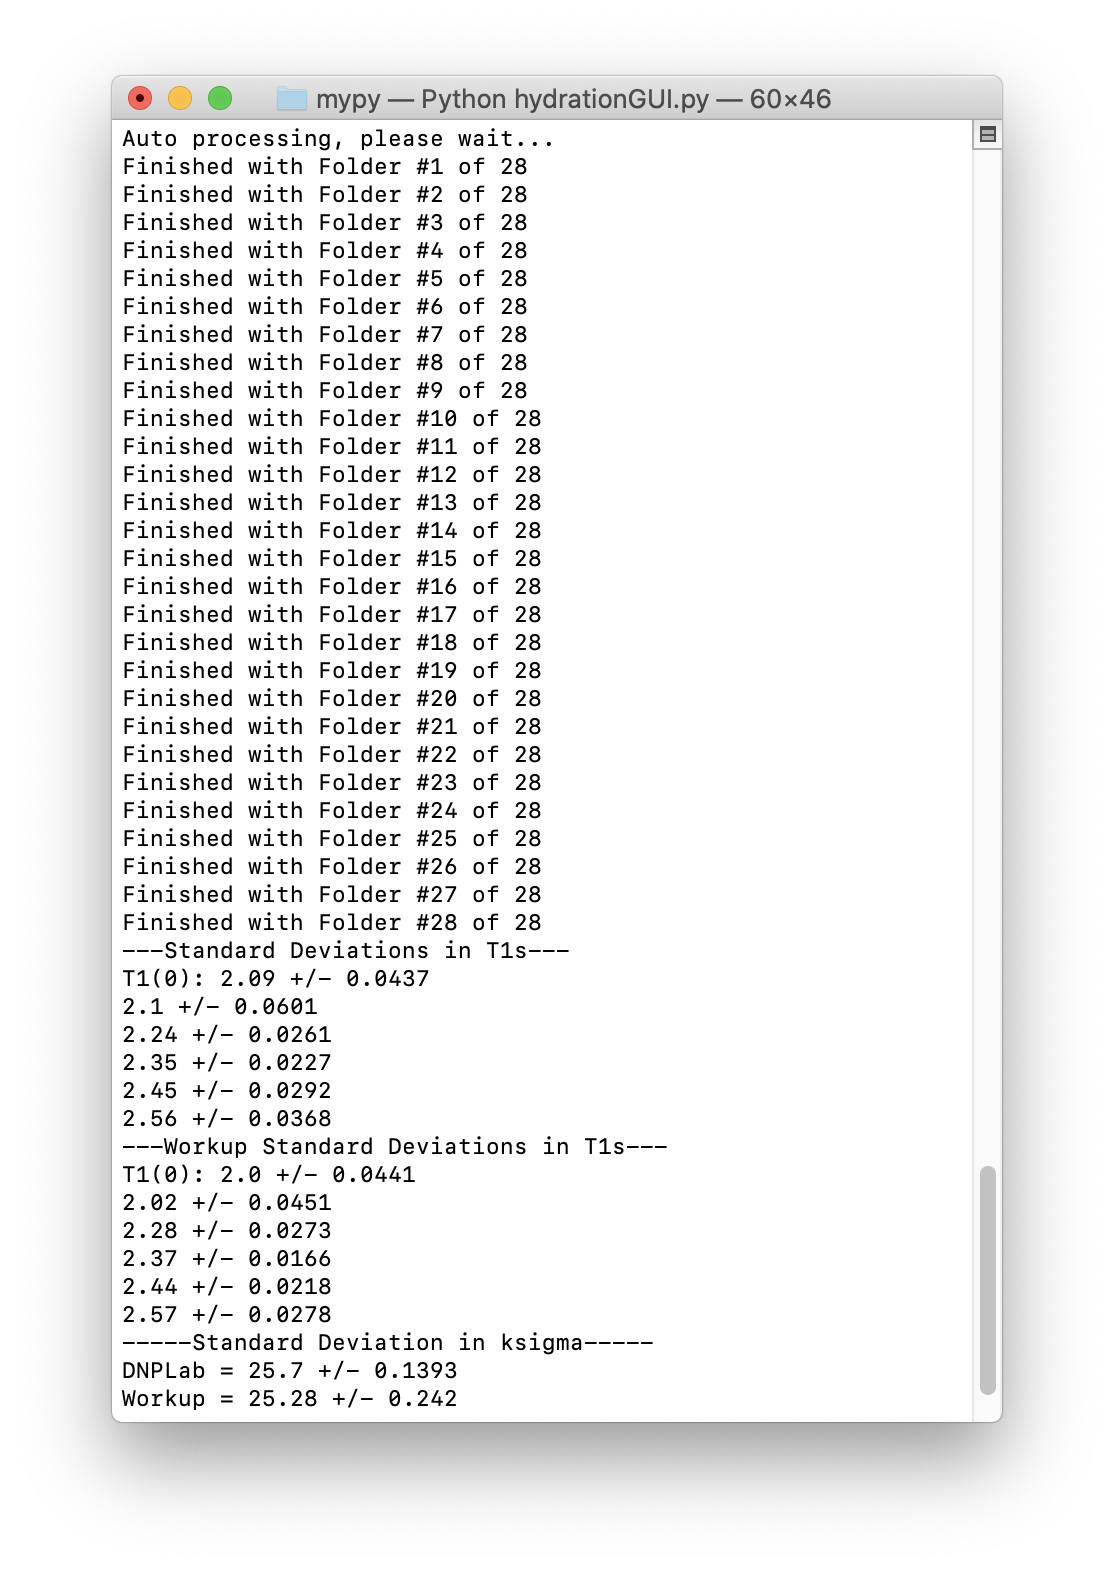 mypy — Python hydrationGUI.py — 60×46
Auto processing, please wait...
Finished with Folder #1 of 28
Finished with Folder #2 of 28
Finished with Folder #3 of 28
Finished with Folder #4 of 28
Finished with Folder #5 of 28
Finished with Folder #6 of 28
Finished with Folder #7 of 28
Finished with Folder #8 of 28
Finished with Folder #9 of 28
Finished with Folder #10 of 28
Finished with Folder #11 of 28
Finished with Folder #12 of 28
Finished with Folder #13 of 28
Finished with Folder #14 of 28
Finished with Folder #15 of 28
Finished with Folder #16 of 28
Finished with Folder #17 of 28
Finished with Folder #18 of 28
Finished with Folder #19 of 28
Finished with Folder #20 of 28
Finished with Folder #21 of 28
Finished with Folder #22 of 28
Finished with Folder #23 of 28
Finished with Folder #24 of 28
Finished with Folder #25 of 28
Finished with Folder #26 of 28
Finished with Folder #27 of 28
Finished with Folder #28 of 28
---Standard Deviations in T1s---
T1(0): 2.09 +/- 0.0437
2.1 +/- 0.0601
2.24 +/- 0.0261
2.35 +/- 0.0227
2.45 +/- 0.0292
2.56 +/- 0.0368
---Workup Standard Deviations in T1s---
T1(0): 2.0 +/- 0.0441
2.02 +/- 0.0451
2.28 +/- 0.0273
2.37 +/- 0.0166
2.44 +/- 0.0218
2.57 +/- 0.0278
-----Standard Deviation in ksigma-----
DNPLab = 25.7 +/- 0.1393
Workup = 25.28 +/- 0.242